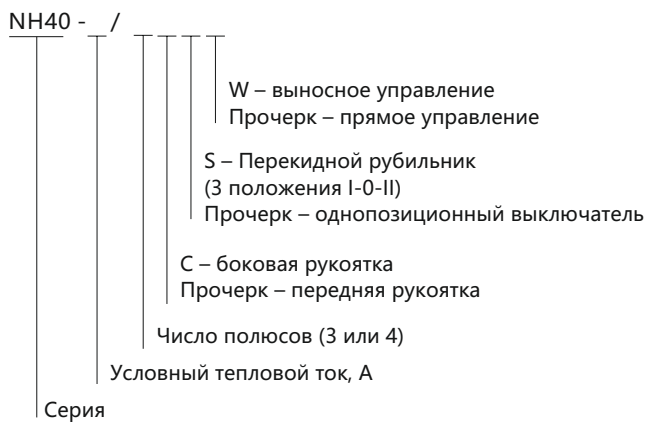 NH40 - /
W – выносное управление
Прочерк – прямое управление
S – Перекидной рубильник
(3 положения I-0-II)
Прочерк – однопозиционный выключатель
C – боковая рукоятка
Прочерк – передняя рукоятка
Число полюсов (3 или 4)
Условный тепловой ток, А
Серия